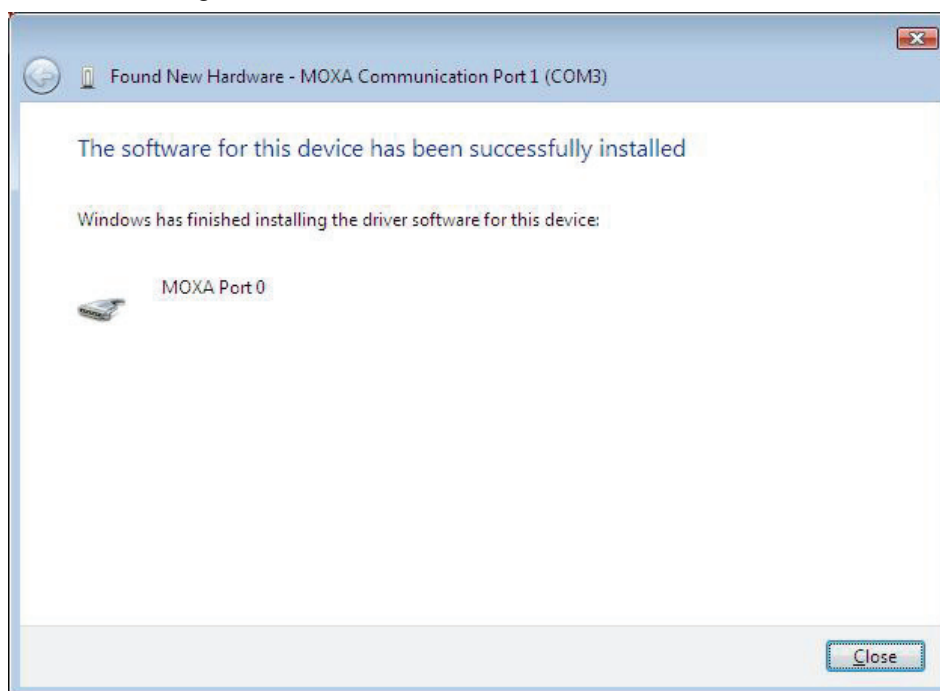 Found New Hardware - MOXA Communication Port 1 (COM3)
The software for this device has been successfully installed
Windows has finished installing the driver software for this device:
MOXA Port 0
Close